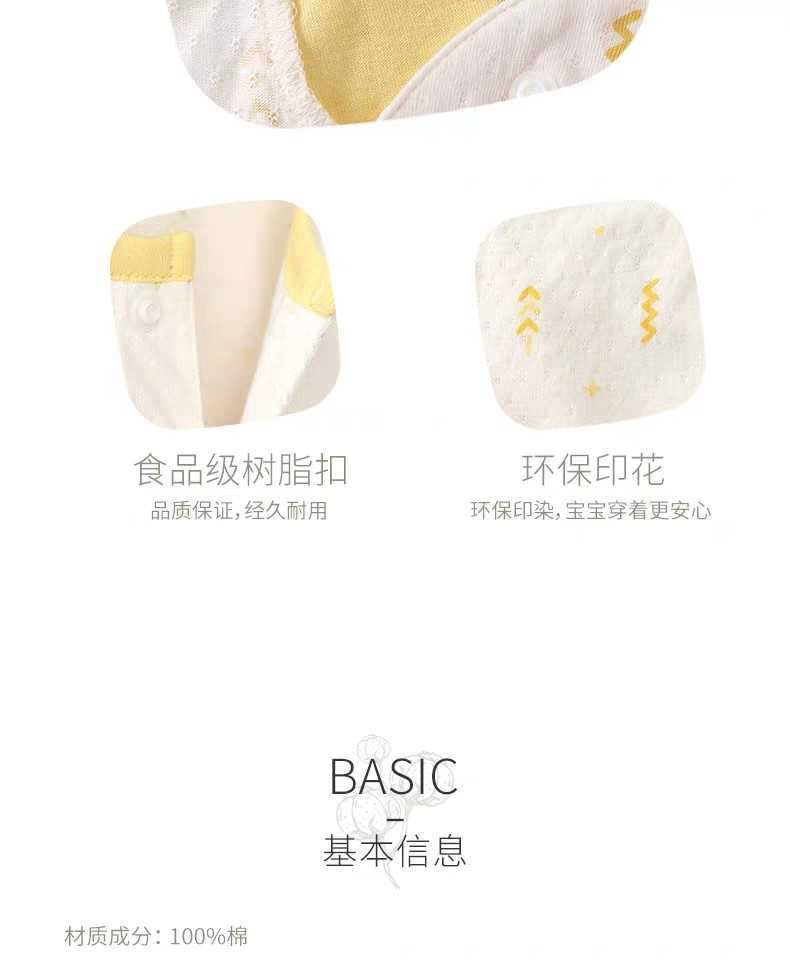 食品级树脂扣
品质保证,经久耐用
环保印花
环保印染,宝宝穿着更安心
BASIC
基本信息
材质成分：100%棉